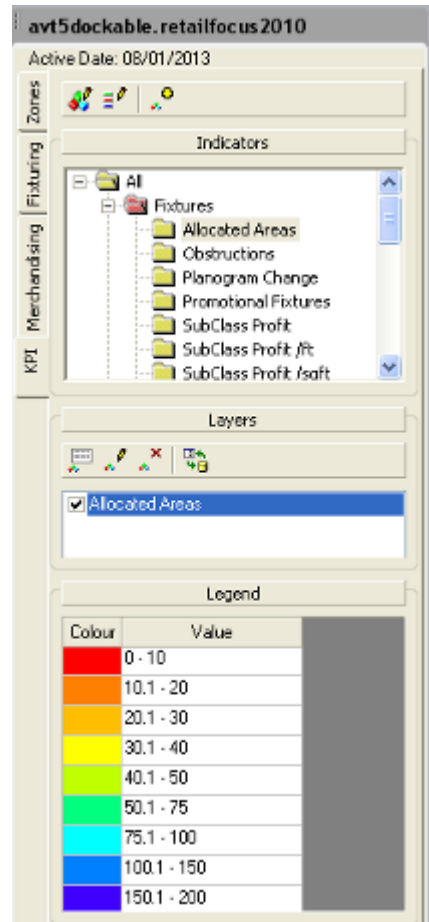 avt5dockable.retailfocus2010
Active Date: 08/01/2013
Zones
Fixturing
Merchandising
KPI
Indicators
All
Fixtures
Allocated Areas
Obstructions
Planogram Change
Promotional Fixtures
SubClass Profit
SubClass Profit /ft
SubClass Profit /sqft
Layers
Allocated Areas
Legend
Colour Value
0 - 10
10.1 - 20
20.1 - 30
30.1 - 40
40.1 - 50
50.1 - 75
75.1 - 100
100.1 - 150
150.1 - 200